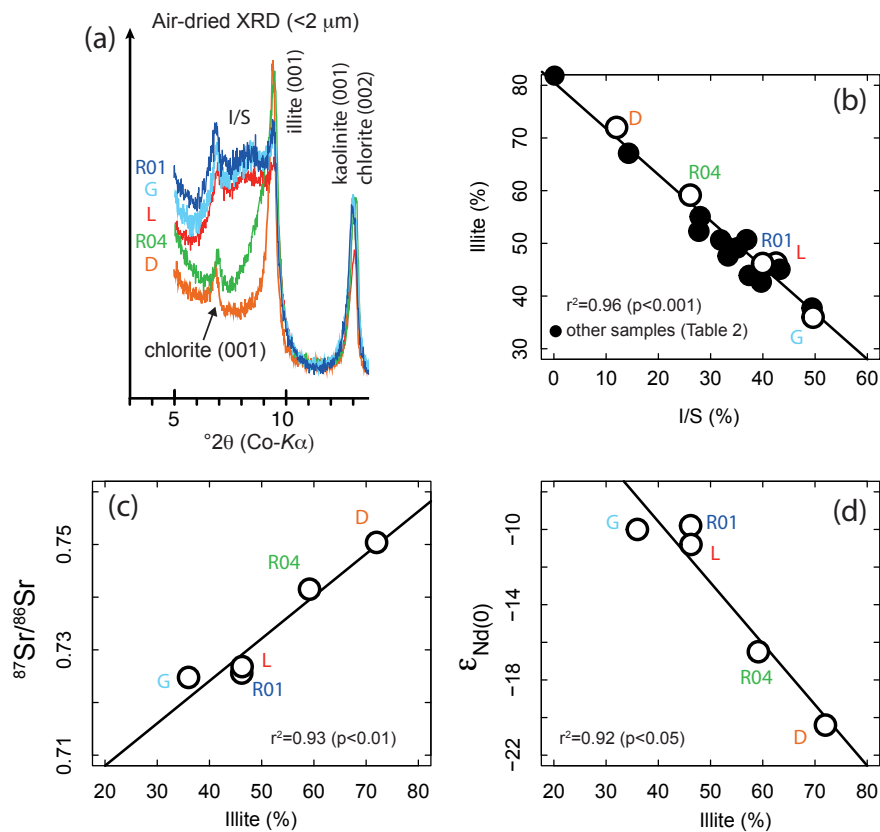 Air-dried XRD (<2 μm)
(a)
I/S
illite (001)
kaolinite (001)
chlorite (002)
R01
G
L
R04
D
chlorite (001)
5 10
°2θ (Co-Kα)
(b)
D
R04
R01
L
G
r²=0.96 (p<0.001)
other samples (Table 2)
Illite (%)
30 40 50 60 70 80
0 10 20 30 40 50 60
I/S (%)
(c)
D
R04
L
G
R01
r²=0.93 (p<0.01)
⁸⁷Sr/⁸⁶Sr
0.71 0.73 0.75
20 30 40 50 60 70 80
Illite (%)
(d)
G
R01
L
R04
D
r²=0.92 (p<0.05)
εNd(0)
−22 −18 −14 −10
20 30 40 50 60 70 80
Illite (%)